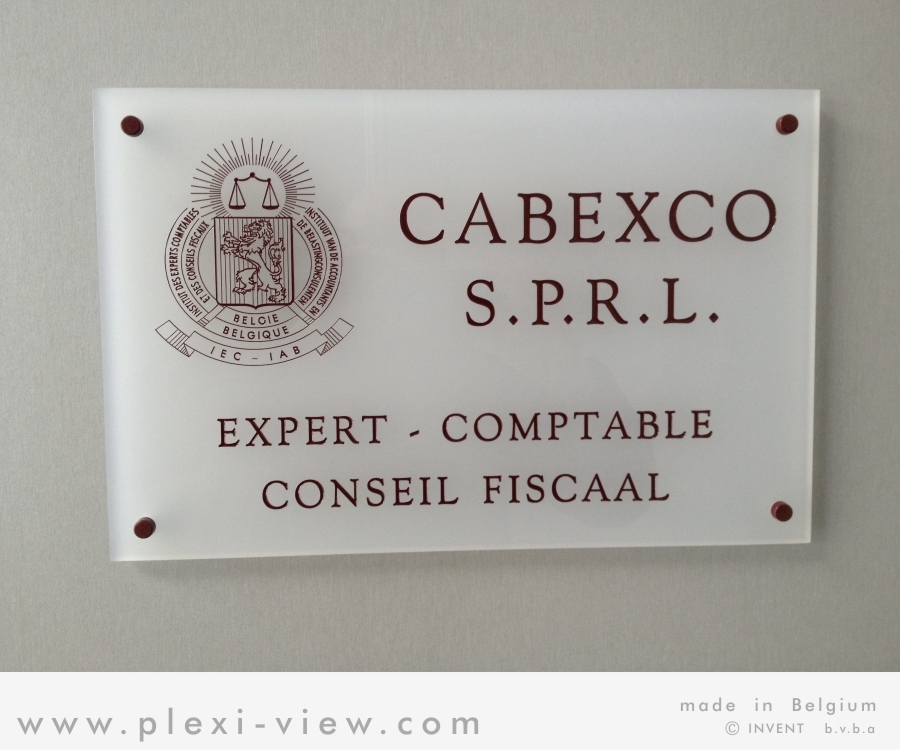 CABEXCO
S.P.R.L.
INSTITUT DES EXPERTS COMPTABLES
ET DES CONSEILS FISCAUX
INSTITUUT VAN DE ACCOUNTANTS EN
DE BELASTINGCONSULENTEN
BELGIE
BELGIQUE
IEC – IAB
EXPERT - COMPTABLE
CONSEIL FISCAAL
www.plexi-view.com
made in Belgium
© INVENT b.v.b.a